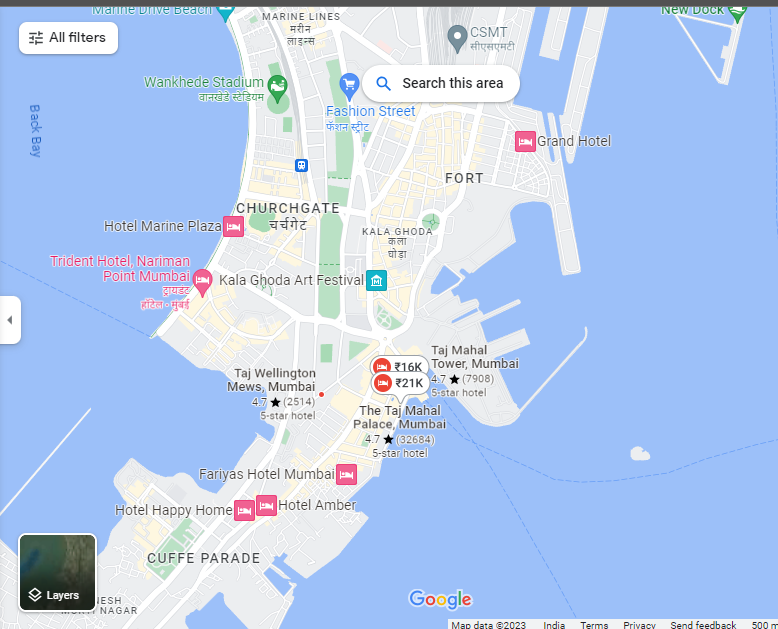 Marine Drive Beach
MARINE LINES
मरीन
लाइन्स
New Dock
All filters
CSMT
सीएसएमटी
Wankhede Stadium
वानखेडे स्टेडियम
Search this area
Fashion Street
फॅशन स्ट्रीट
Back Bay
Grand Hotel
FORT
CHURCHGATE
चर्चगेट
Hotel Marine Plaza
KALA GHODA
काला
घोडा
Trident Hotel, Nariman
Point Mumbai
ट्रायडंट
हॉटेल - मुंबई
Kala Ghoda Art Festival
Taj Mahal
Tower, Mumbai
4.7 ★ (7908)
5-star hotel
₹16K
₹21K
Taj Wellington
Mews, Mumbai
4.7 ★ (2514)
5-star hotel
The Taj Mahal
Palace, Mumbai
4.7 ★ (32684)
5-star hotel
Fariyas Hotel Mumbai
Hotel Happy Home
Hotel Amber
CUFFE PARADE
Layers
NAGAR
Google
Map data ©2023 India Terms Privacy Send feedback 500 m